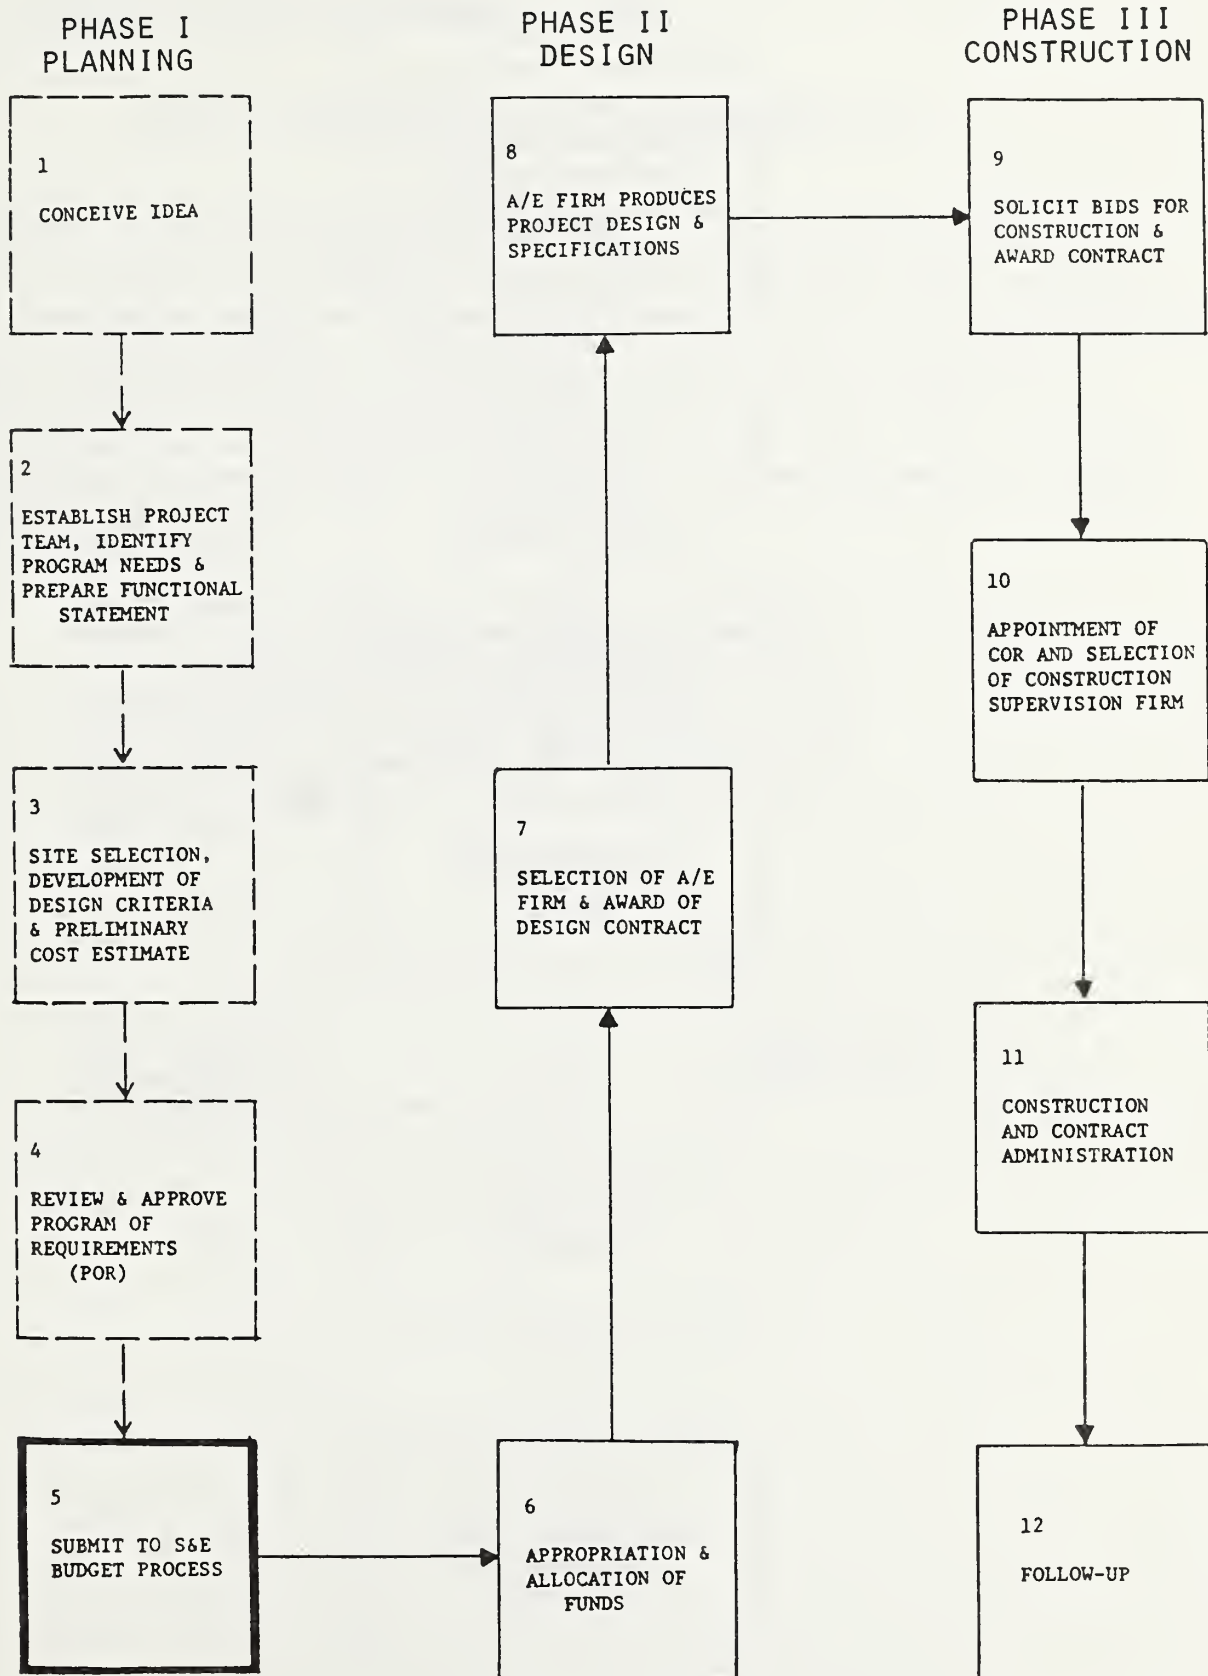 PHASE I
PLANNING
1
CONCEIVE IDEA
2
ESTABLISH PROJECT
TEAM, IDENTIFY
PROGRAM NEEDS &
PREPARE FUNCTIONAL
STATEMENT
3
SITE SELECTION,
DEVELOPMENT OF
DESIGN CRITERIA
& PRELIMINARY
COST ESTIMATE
4
REVIEW & APPROVE
PROGRAM OF
REQUIREMENTS
(POR)
5
SUBMIT TO S&E
BUDGET PROCESS
PHASE II
DESIGN
6
APPROPRIATION &
ALLOCATION OF
FUNDS
7
SELECTION OF A/E
FIRM & AWARD OF
DESIGN CONTRACT
8
A/E FIRM PRODUCES
PROJECT DESIGN &
SPECIFICATIONS
PHASE III
CONSTRUCTION
9
SOLICIT BIDS FOR
CONSTRUCTION &
AWARD CONTRACT
10
APPOINTMENT OF
COR AND SELECTION
OF CONSTRUCTION
SUPERVISION FIRM
11
CONSTRUCTION
AND CONTRACT
ADMINISTRATION
12
FOLLOW-UP